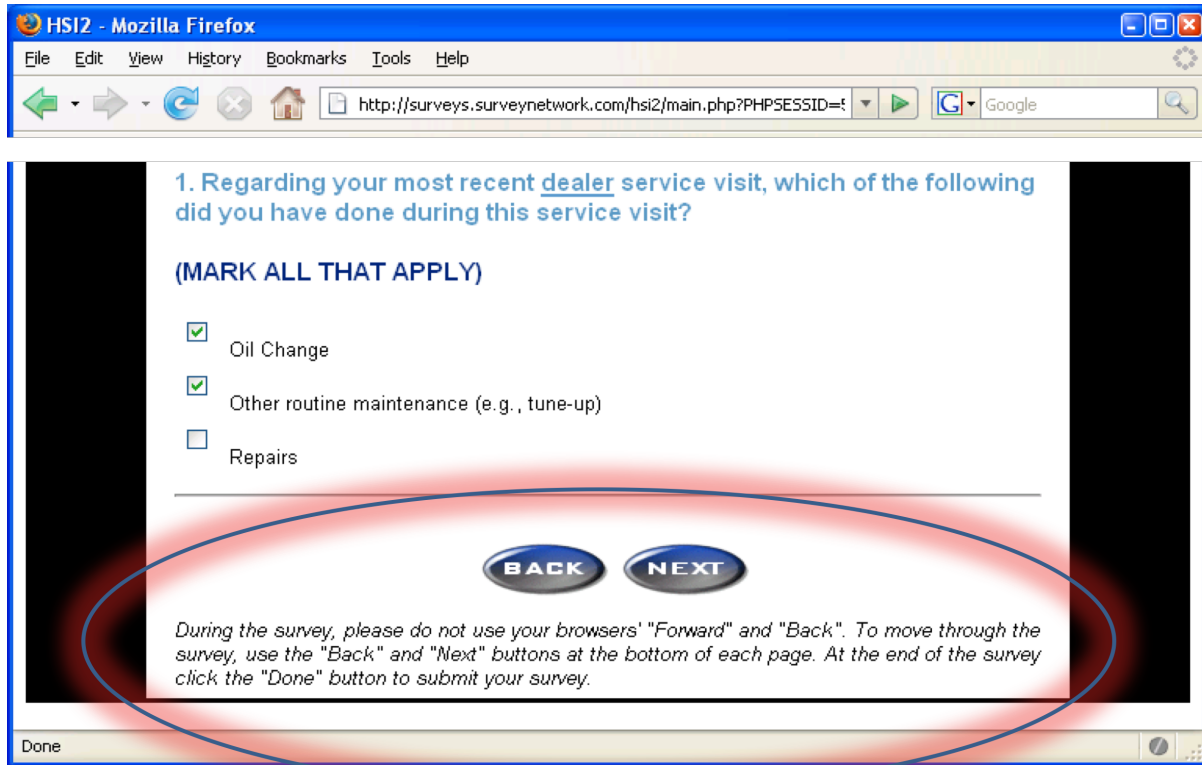 HSI2 - Mozilla Firefox
File Edit View History Bookmarks Tools Help
http://surveys.surveynetwork.com/hsi2/main.php?PHPSESSID= G Google
1. Regarding your most recent dealer service visit, which of the following
did you have done during this service visit?
(MARK ALL THAT APPLY)
Oil Change
Other routine maintenance (e.g., tune-up)
Repairs
BACK NEXT
During the survey, please do not use your browsers' "Forward" and "Back". To move through the
survey, use the "Back" and "Next" buttons at the bottom of each page. At the end of the survey
click the "Done" button to submit your survey.
Done